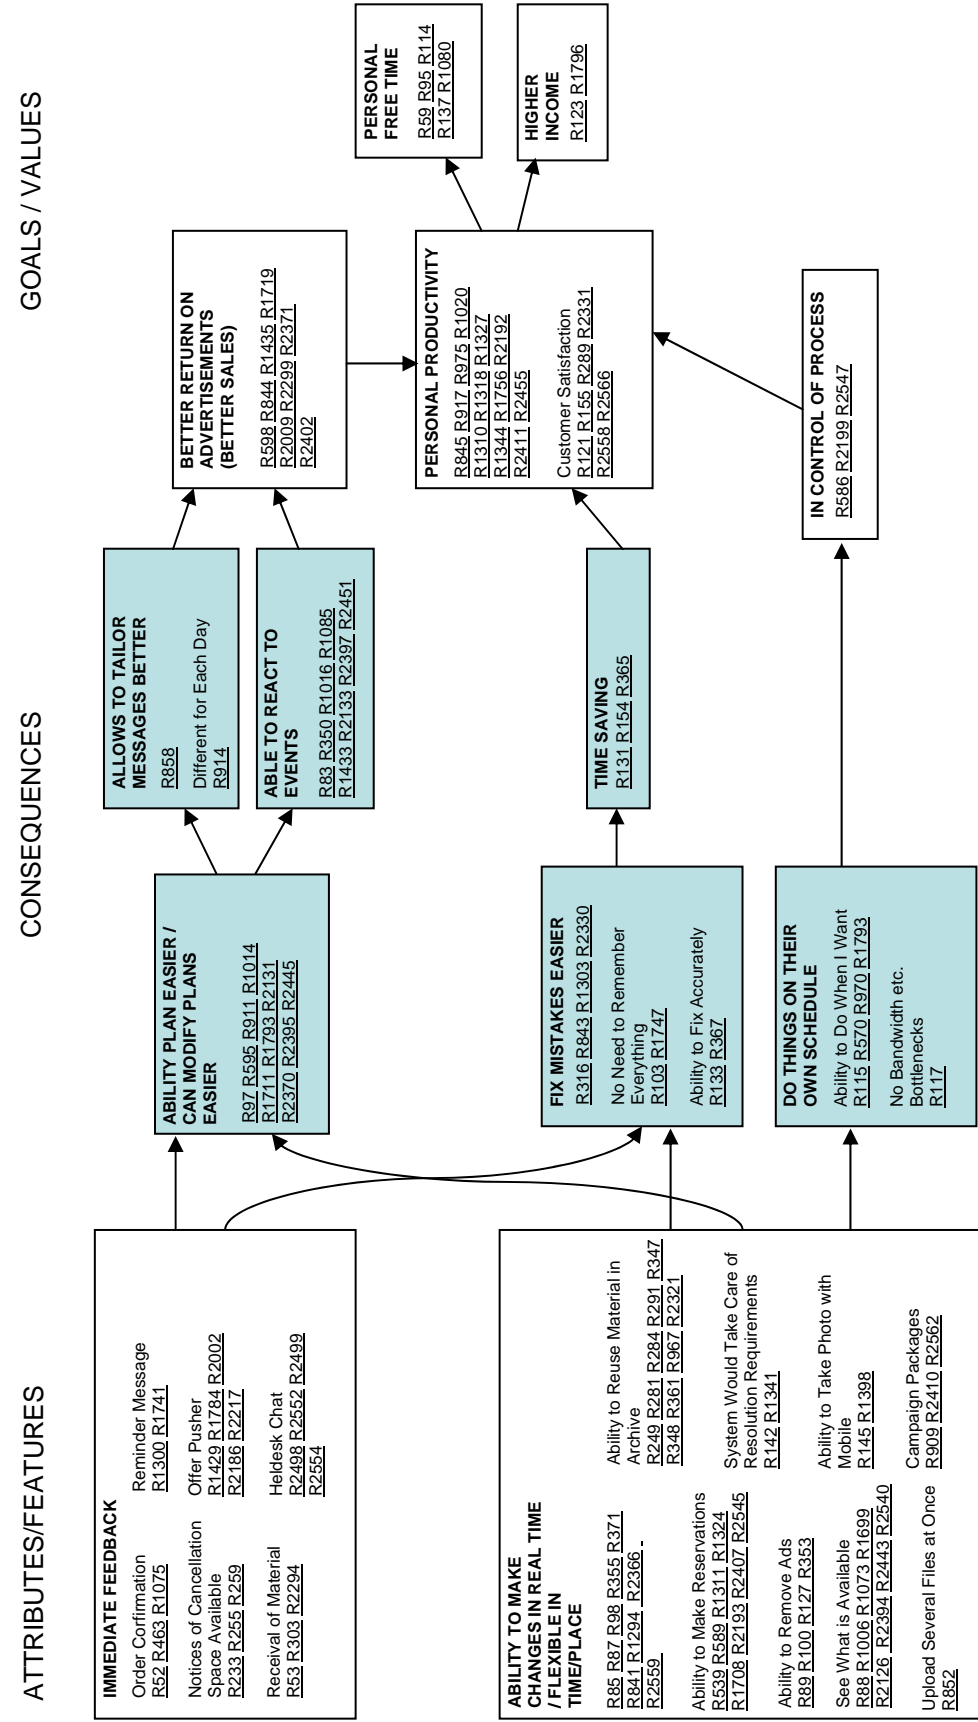 ATTRIBUTES/FEATURES
CONSEQUENCES
GOALS / VALUES
IMMEDIATE FEEDBACK
Order Corfirmation
R52 R463 R1075
Notices of Cancellation
Space Available
R233 R255 R259
Receival of Material
R53 R303 R2294
Reminder Message
R1300 R1741
Offer Pusher
R1429 R1784 R2002
R2186 R2217
Heldesk Chat
R2498 R2552 R2499
R2554
ABILITY TO MAKE
CHANGES IN REAL TIME
/ FLEXIBLE IN
TIME/PLACE
R85 R87 R98 R355 R371
R841 R1294 R2366
R2559
Ability to Make Reservations
R539 R589 R1311 R1324
R1708 R2193 R2407 R2545
Ability to Remove Ads
R89 R100 R127 R353
See What is Available
R88 R1006 R1073 R1699
R2126 R2394 R2443 R2540
Upload Several Files at Once
R852
Ability to Reuse Material in
Archive
R249 R281 R284 R291 R347
R348 R361 R967 R2321
System Would Take Care of
Resolution Requirements
R142 R1341
Ability to Take Photo with
Mobile
R145 R1398
Campaign Packages
R909 R2410 R2562
ABILITY PLAN EASIER /
CAN MODIFY PLANS
EASIER
R97 R595 R911 R1014
R1711 R1793 R2131
R2370 R2395 R2445
FIX MISTAKES EASIER
R316 R843 R1303 R2330
No Need to Remember
Everything
R103 R1747
Ability to Fix Accurately
R133 R367
DO THINGS ON THEIR
OWN SCHEDULE
Ability to Do When I Want
R115 R570 R970 R1793
No Bandwidth etc.
Bottlenecks
R117
ALLOWS TO TAILOR
MESSAGES BETTER
R858
Different for Each Day
R914
ABLE TO REACT TO
EVENTS
R83 R350 R1016 R1085
R1433 R2133 R2397 R2451
TIME SAVING
R131 R154 R365
BETTER RETURN ON
ADVERTISEMENTS
(BETTER SALES)
R598 R844 R1435 R1719
R2009 R2299 R2371
R2402
PERSONAL PRODUCTIVITY
R845 R917 R975 R1020
R1310 R1318 R1327
R1344 R1756 R2192
R2411 R2455
Customer Satisfaction
R121 R155 R289 R2331
R2558 R2566
IN CONTROL OF PROCESS
R586 R2199 R2547
PERSONAL
FREE TIME
R59 R95 R114
R137 R1080
HIGHER
INCOME
R123 R1796